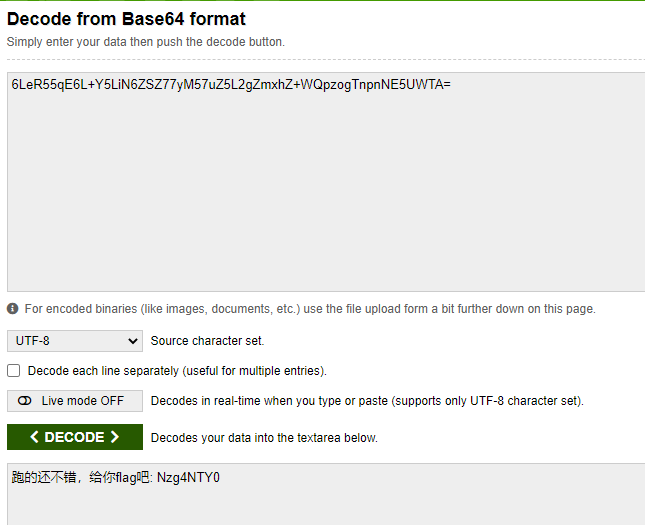 Decode from Base64 format
Simply enter your data then push the decode button.
6LeR55qE6L+Y5LiN6ZSZ77yM57uZ5L2gZmxhZ+WQpzogTnpnNE5UWTA=
For encoded binaries (like images, documents, etc.) use the file upload form a bit further down on this page.
UTF-8 Source character set.
Decode each line separately (useful for multiple entries).
Live mode OFF Decodes in real-time when you type or paste (supports only UTF-8 character set).
DECODE Decodes your data into the textarea below.
跑的还不错，给你flag吧: Nzg4NTY0